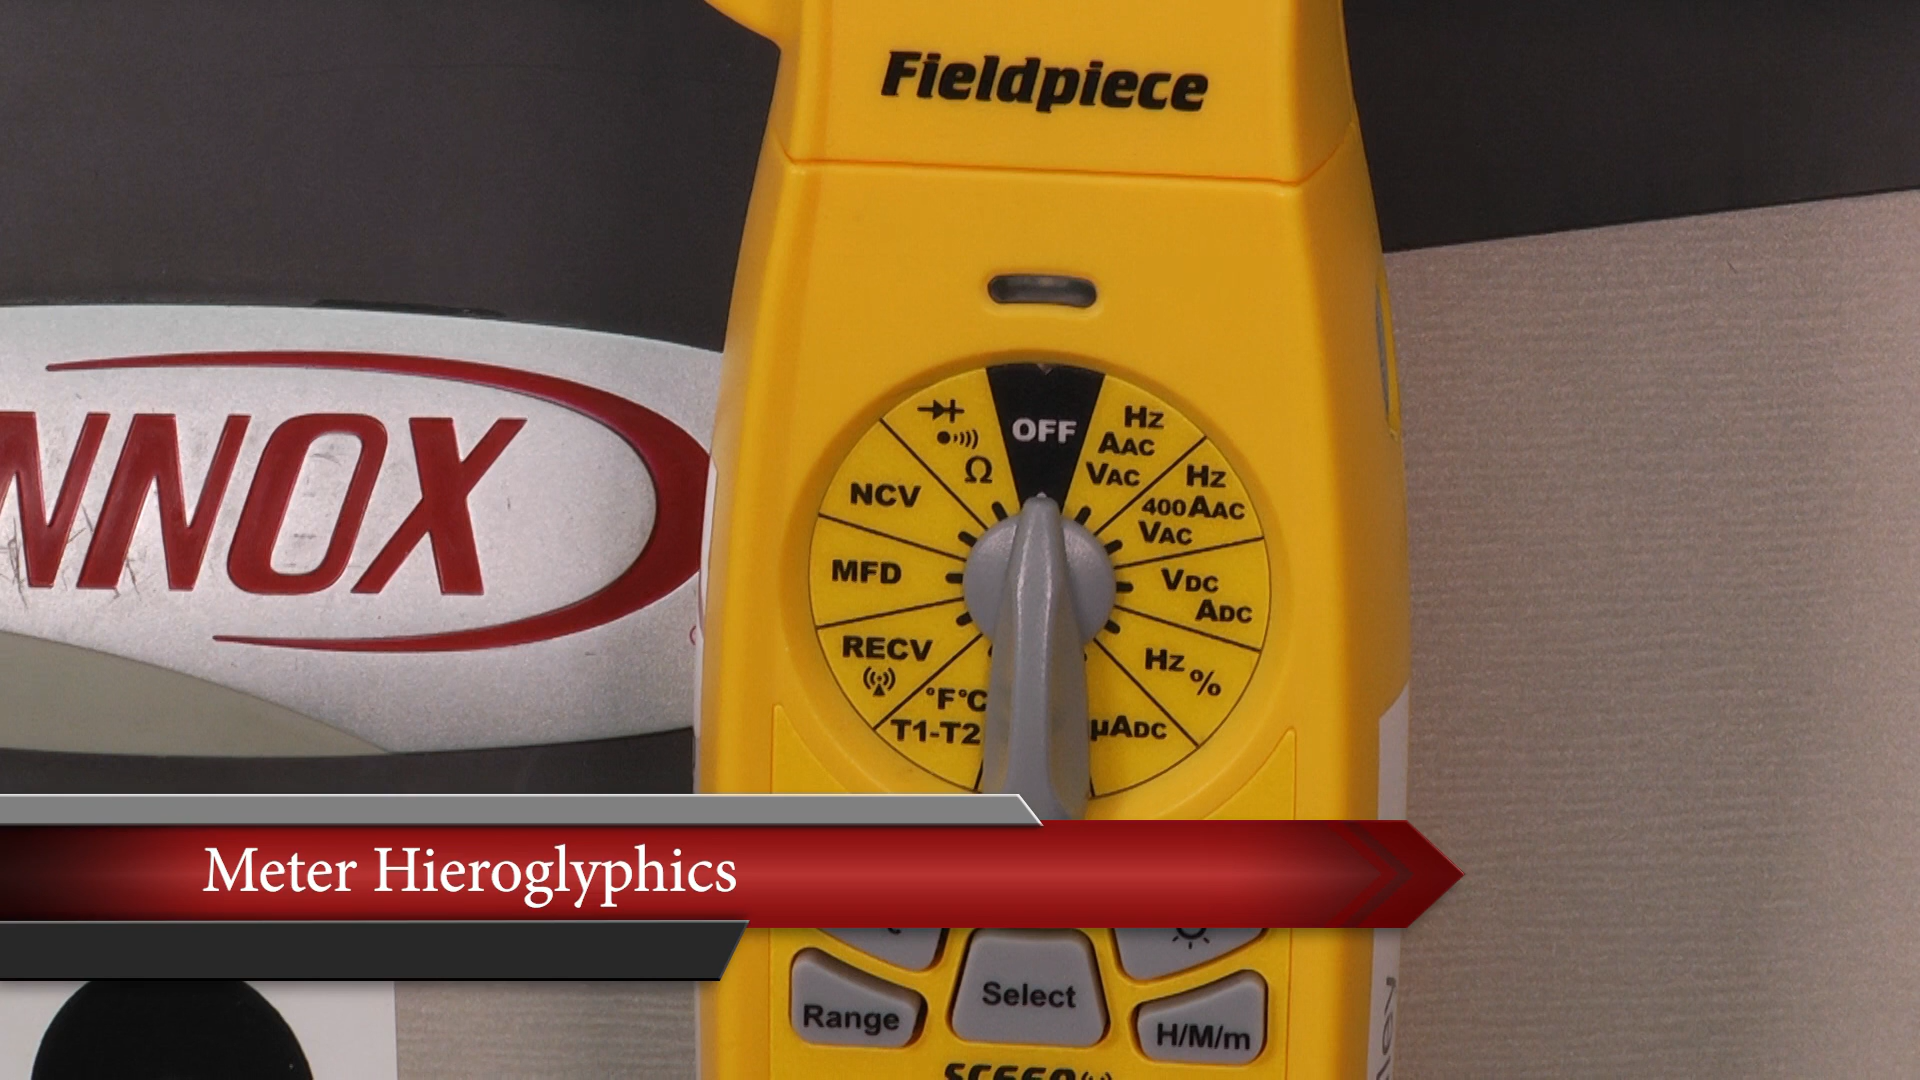 Fieldpiece
OFF
Hz
AAC
VAC
Hz
400AAC
VAC
VDC
ADC
Hz %
µADC
Ω
NCV
MFD
RECV
°F°C
T1-T2
NNOX
Meter Hieroglyphics
Range
Select
H/M/m